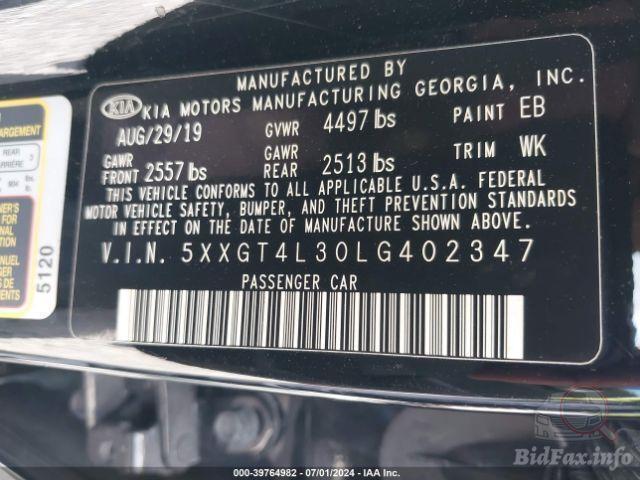 MANUFACTURED BY
KIA KIA MOTORS MANUFACTURING GEORGIA, INC.
AUG/29/19 GVWR 4497 lbs PAINT EB
GAWR FRONT 2557 lbs GAWR REAR 2513 lbs TRIM WK
THIS VEHICLE CONFORMS TO ALL APPLICABLE U.S.A. FEDERAL
MOTOR VEHICLE SAFETY, BUMPER, AND THEFT PREVENTION STANDARDS
IN EFFECT ON THE DATE OF MANUFACTURE SHOWN ABOVE.
V.I.N. 5XXGT4L30LG402347
PASSENGER CAR
REAR
5120
000-39764982 / 07/01/2024 - IAA Inc.
BidFax.info